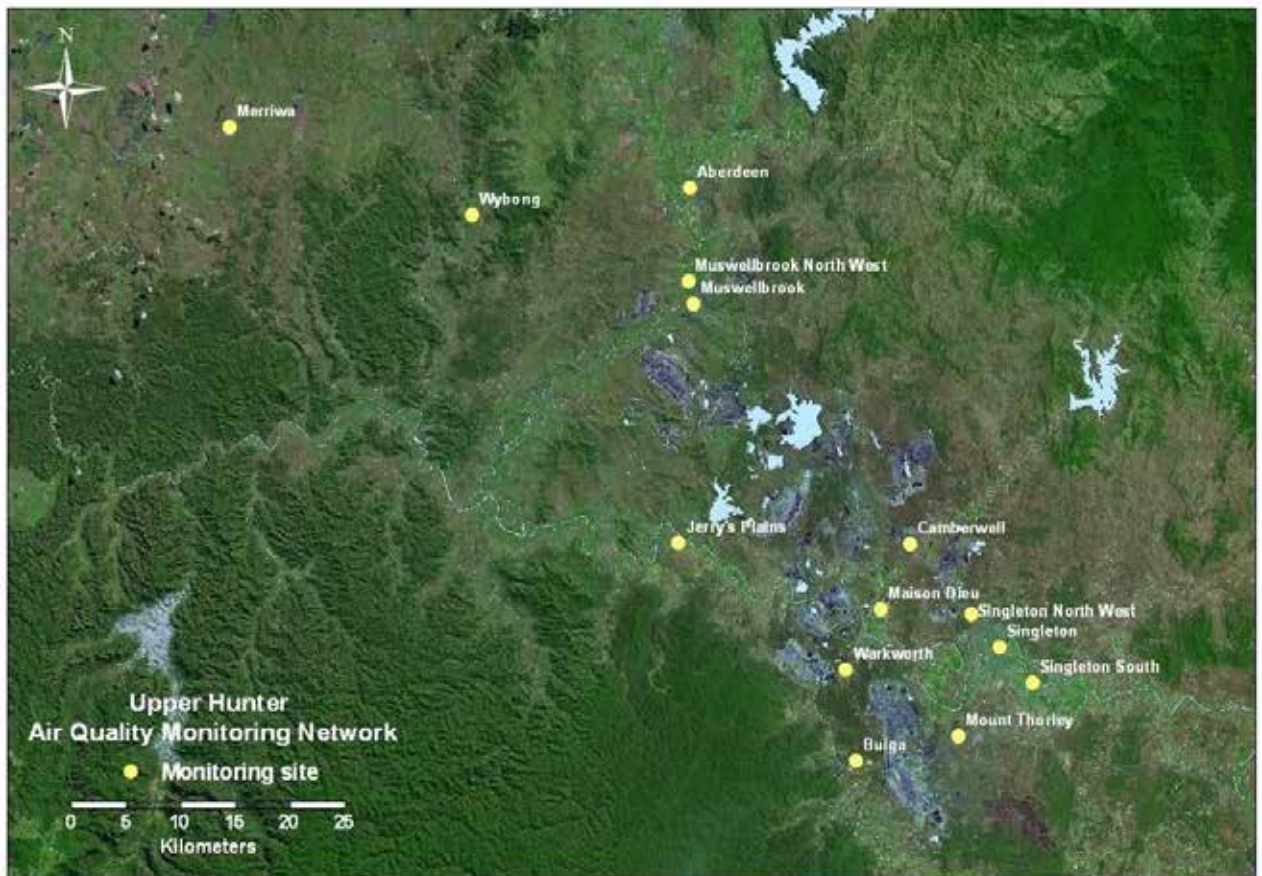 N
Merriwa
Aberdeen
Wybong
Muswellbrook North West
Muswellbrook
Jerry's Plains
Camberwell
Maison Dieu
Singleton North West
Singleton
Warkworth
Singleton South
Mount Thorley
Bulga
Upper Hunter
Air Quality Monitoring Network
Monitoring site
0 5 10 15 20 25
Kilometers